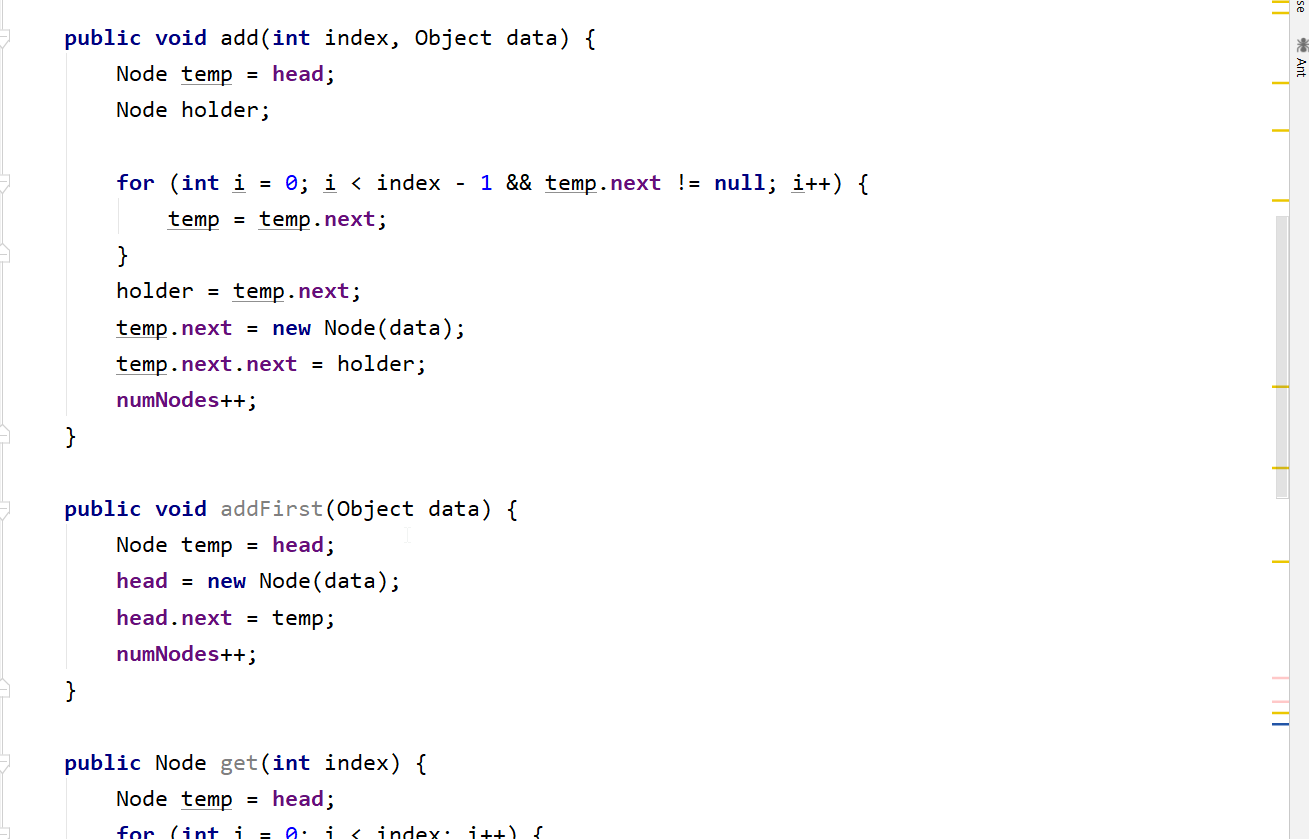 public void add(int index, Object data) {
Node temp = head;
Node holder;
for (int i = 0; i < index - 1 && temp.next != null; i++) {
temp = temp.next;
}
holder = temp.next;
temp.next = new Node(data);
temp.next.next = holder;
numNodes++;
}
public void addFirst(Object data) {
Node temp = head;
head = new Node(data);
head.next = temp;
numNodes++;
}
public Node get(int index) {
Node temp = head;
for (int i = 0; i < index; i++) {
se
Ant